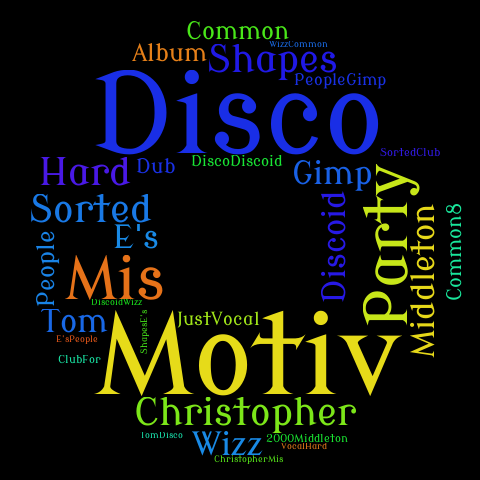 Common
WizzCommon
Album
Shapes
PeopleGimp
Disco
SortedClub
DiscoDiscoid
Hard
Dub
Gimp
Sorted
E's
Discoid
Party
Middleton
Common8
People
Mis
DiscoidWizz
Tom
ShapesE's
JustVocal
Motiv
E'sPeople
ClubFor
Christopher
TomDisco
Wizz
2000Middleton
VocalHard
ChristopherMis